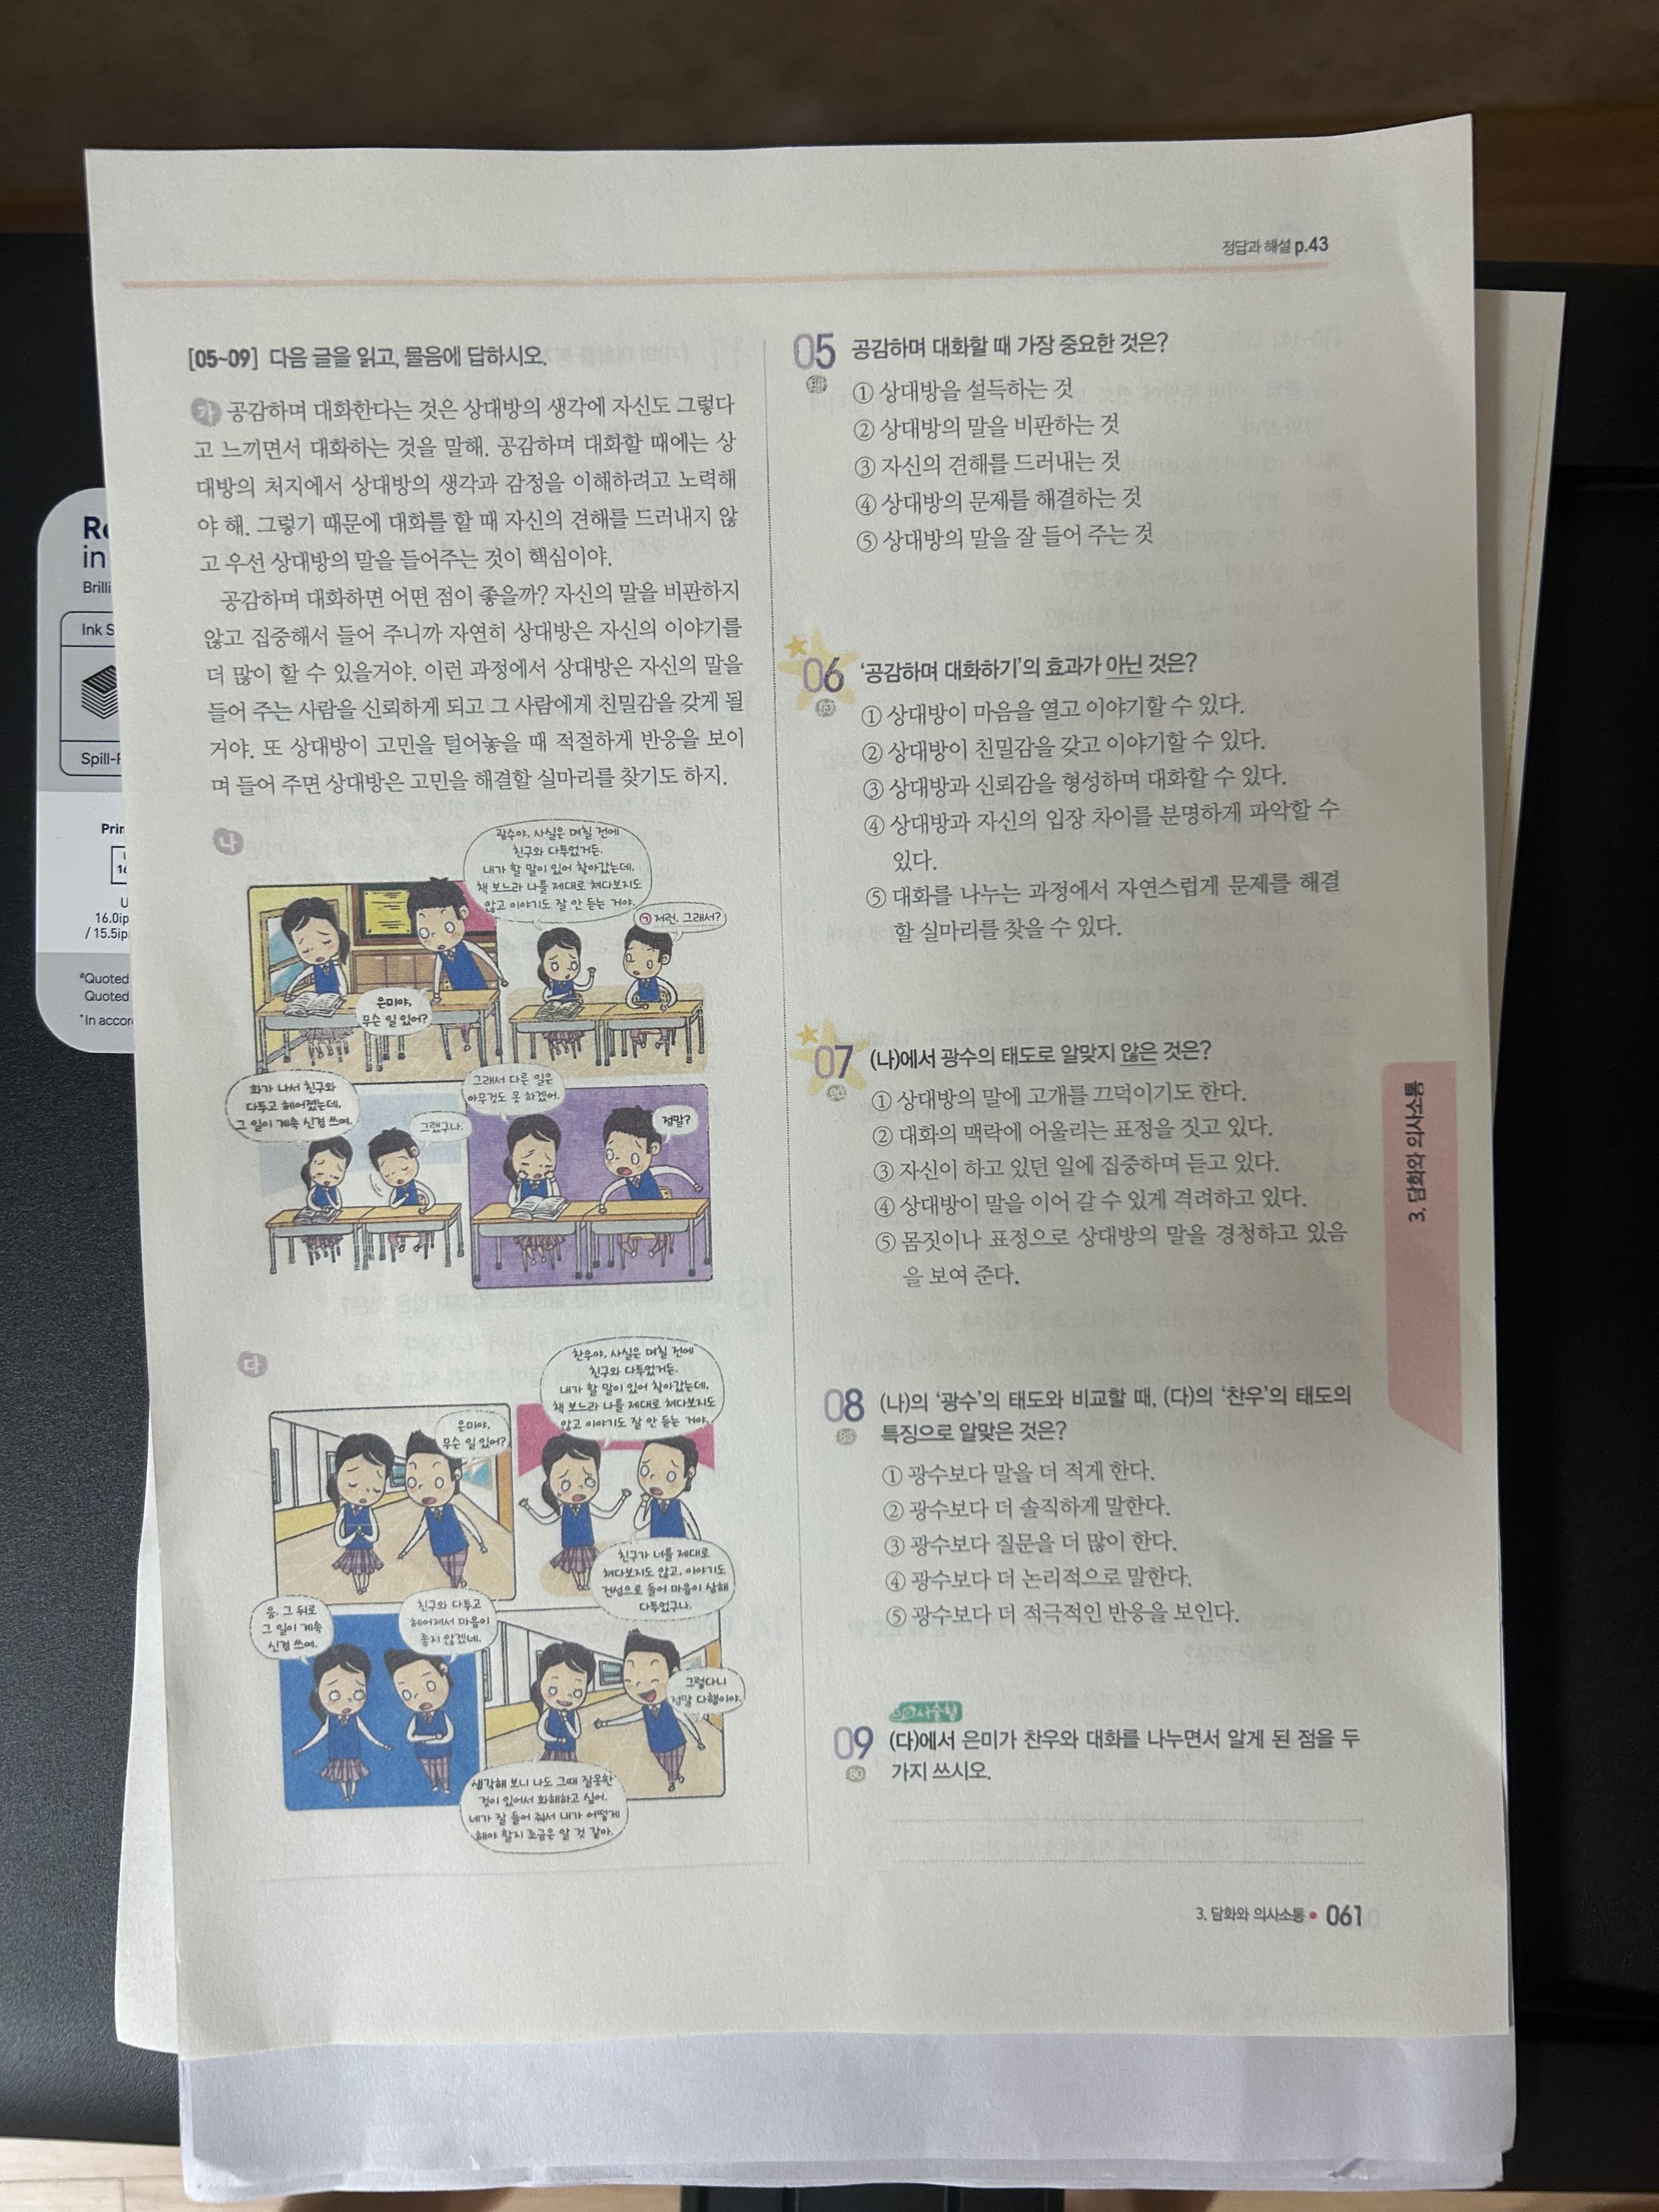 정답과 해설 p.43
[05~09] 다음 글을 읽고, 물음에 답하시오.
가 공감하며 대화한다는 것은 상대방의 생각에 자신도 그렇다
고 느끼면서 대화하는 것을 말해. 공감하며 대화할 때에는 상
대방의 처지에서 상대방의 생각과 감정을 이해하려고 노력해
야 해. 그렇기 때문에 대화를 할 때 자신의 견해를 드러내지 않
고 우선 상대방의 말을 들어주는 것이 핵심이야.
공감하며 대화하면 어떤 점이 좋을까? 자신의 말을 비판하지
않고 집중해서 들어 주니까 자연히 상대방은 자신의 이야기를
더 많이 할 수 있을거야. 이런 과정에서 상대방은 자신의 말을
들어 주는 사람을 신뢰하게 되고 그 사람에게 친밀감을 갖게 될
거야. 또 상대방이 고민을 털어놓을 때 적절하게 반응을 보이
며 들어 주면 상대방은 고민을 해결할 실마리를 찾기도 하지.
나
은미야,
무슨 일 있어?
광수야, 사실은 며칠 전에
친구와 다투었거든.
내가 할 말이 있어 찾아갔는데,
책 보느라 나를 제대로 쳐다보지도
않고 이야기도 잘 안 듣는 거야.
㉠ 저런. 그래서?
화가 나서 친구와
다투고 헤어졌는데,
그 일이 계속 신경 쓰여.
그랬구나.
그래서 다른 일은
아무것도 못 하겠어.
정말?
다
은미야,
무슨 일 있어?
찬우야, 사실은 며칠 전에
친구와 다투었거든.
내가 할 말이 있어 찾아갔는데,
책 보느라 나를 제대로 쳐다보지도
않고 이야기도 잘 안 듣는 거야.
친구가 너를 제대로
쳐다보지도 않고, 이야기도
건성으로 들어 마음이 상해
다투었구나.
응. 그 뒤로
그 일이 계속
신경 쓰여.
친구와 다투고
헤어져서 마음이
좋지 않겠네.
생각해 보니 나도 그때 잘못한
것이 있어서 화해하고 싶어.
네가 잘 들어 줘서 내가 어떻게
해야 할지 조금은 알 것 같아.
그렇다니
정말 다행이야.
05 공감하며 대화할 때 가장 중요한 것은?
① 상대방을 설득하는 것
② 상대방의 말을 비판하는 것
③ 자신의 견해를 드러내는 것
④ 상대방의 문제를 해결하는 것
⑤ 상대방의 말을 잘 들어 주는 것
06 '공감하며 대화하기'의 효과가 아닌 것은?
① 상대방이 마음을 열고 이야기할 수 있다.
② 상대방이 친밀감을 갖고 이야기할 수 있다.
③ 상대방과 신뢰감을 형성하며 대화할 수 있다.
④ 상대방과 자신의 입장 차이를 분명하게 파악할 수
있다.
⑤ 대화를 나누는 과정에서 자연스럽게 문제를 해결
할 실마리를 찾을 수 있다.
07 (나)에서 광수의 태도로 알맞지 않은 것은?
① 상대방의 말에 고개를 끄덕이기도 한다.
② 대화의 맥락에 어울리는 표정을 짓고 있다.
③ 자신이 하고 있던 일에 집중하며 듣고 있다.
④ 상대방이 말을 이어 갈 수 있게 격려하고 있다.
⑤ 몸짓이나 표정으로 상대방의 말을 경청하고 있음
을 보여 준다.
08 (나)의 '광수'의 태도와 비교할 때, (다)의 '찬우'의 태도의
특징으로 알맞은 것은?
① 광수보다 말을 더 적게 한다.
② 광수보다 더 솔직하게 말한다.
③ 광수보다 질문을 더 많이 한다.
④ 광수보다 더 논리적으로 말한다.
⑤ 광수보다 더 적극적인 반응을 보인다.
서술형
09 (다)에서 은미가 찬우와 대화를 나누면서 알게 된 점을 두
가지 쓰시오.
3. 담화와 의사소통
3. 담화와 의사소통 • 061
in
Brilli
Ink S
Spill-
Prin
16.0ip
/ 15.5ip
#Quoted
Quoted
*In accor